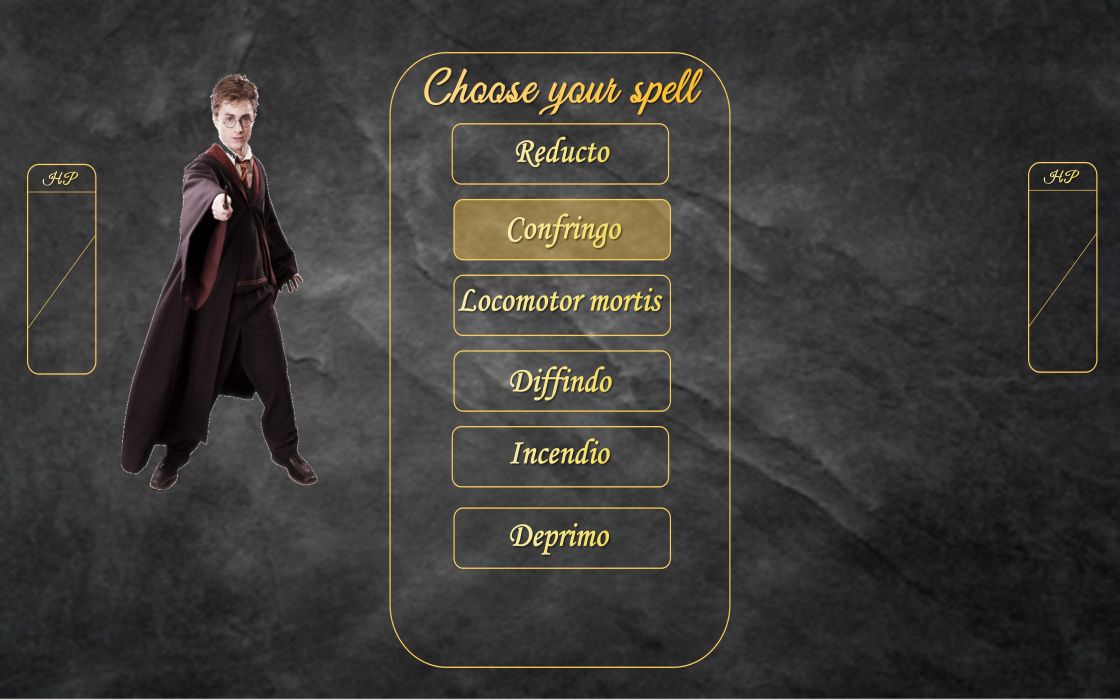 Choose your spell
HP
HP
Reducto
Confringo
Locomotor mortis
Diffindo
Incendio
Deprimo